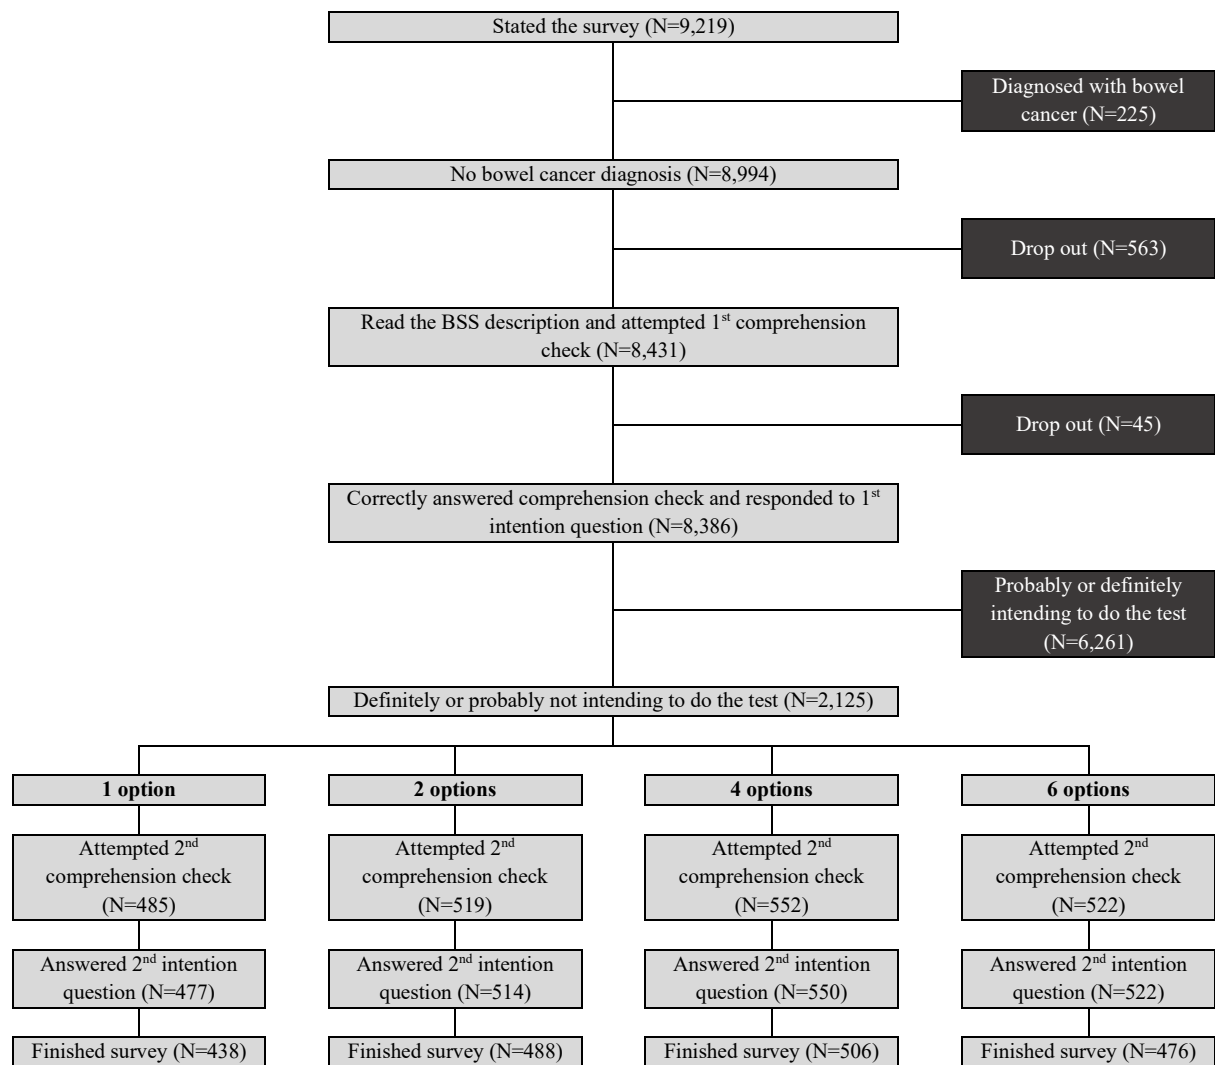 Stated the survey (N=9,219)
Diagnosed with bowel
cancer (N=225)
No bowel cancer diagnosis (N=8,994)
Drop out (N=563)
Read the BSS description and attempted 1st comprehension
check (N=8,431)
Drop out (N=45)
Correctly answered comprehension check and responded to 1st
intention question (N=8,386)
Probably or definitely
intending to do the test
(N=6,261)
Definitely or probably not intending to do the test (N=2,125)
1 option
2 options
4 options
6 options
Attempted 2nd
comprehension check
(N=485)
Attempted 2nd
comprehension check
(N=519)
Attempted 2nd
comprehension check
(N=552)
Attempted 2nd
comprehension check
(N=522)
Answered 2nd intention
question (N=477)
Answered 2nd intention
question (N=514)
Answered 2nd intention
question (N=550)
Answered 2nd intention
question (N=522)
Finished survey (N=438)
Finished survey (N=488)
Finished survey (N=506)
Finished survey (N=476)